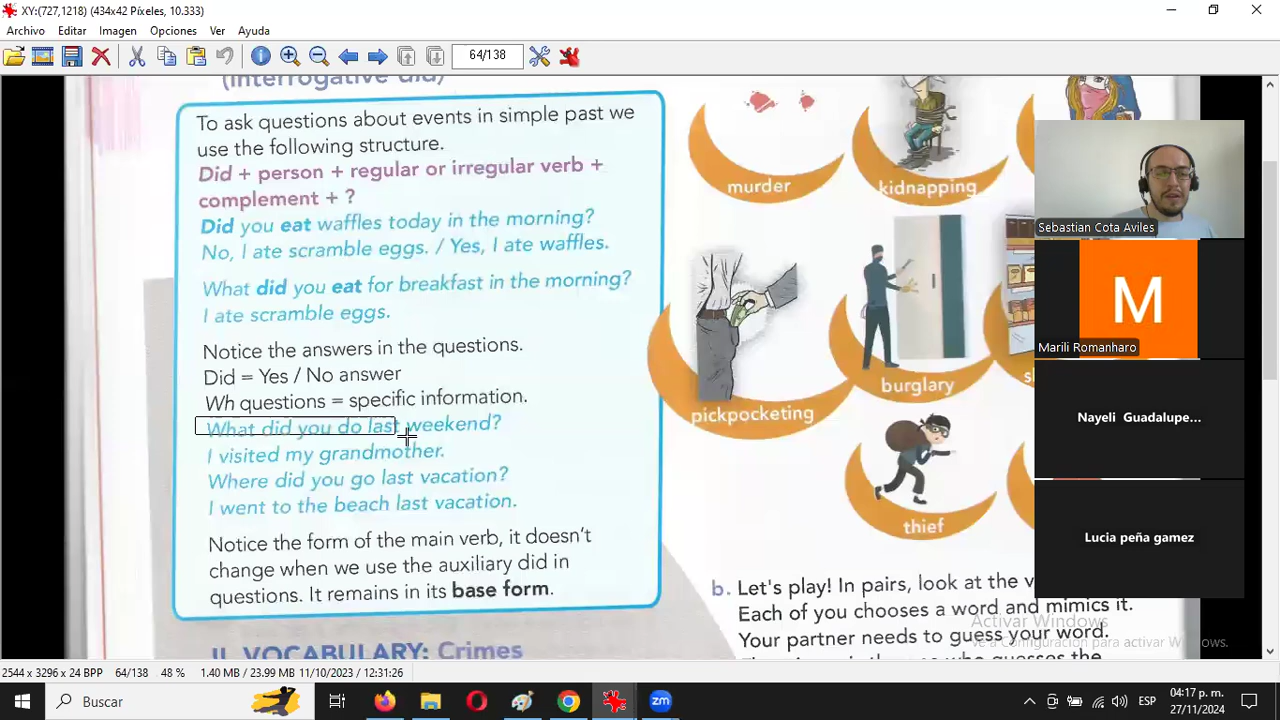 XY:(727,1218) (434x42 Píxeles, 10.333)
Archivo Editar Imagen Opciones Ver Ayuda
64/138
(interrogative did)
To ask questions about events in simple past we
use the following structure.
Did + person + regular or irregular verb +
complement + ?
Did you eat waffles today in the morning?
No, I ate scramble eggs. / Yes, I ate waffles.
What did you eat for breakfast in the morning?
I ate scramble eggs.
Notice the answers in the questions.
Did = Yes / No answer
Wh questions = specific information.
What did you do last weekend?
I visited my grandmother.
Where did you go last vacation?
I went to the beach last vacation.
Notice the form of the main verb, it doesn't
change when we use the auxiliary did in
questions. It remains in its base form.
II. VOCABULARY: Crimes
murder
kidnapping
pickpocketing
burglary
thief
b. Let's play! In pairs, look at the v
Each of you chooses a word and mimics it.
Your partner needs to guess your word.
Sebastian Cota Aviles
M
Marili Romanharo
Nayeli Guadalupe...
Lucia peña gamez
Activar Windows
Ve a Configuración para activar Windows.
2544 x 3296 x 24 BPP 64/138 48 % 1.40 MB / 23.99 MB 11/10/2023 / 12:31:26
Buscar
zm
ESP
04:17 p. m.
27/11/2024